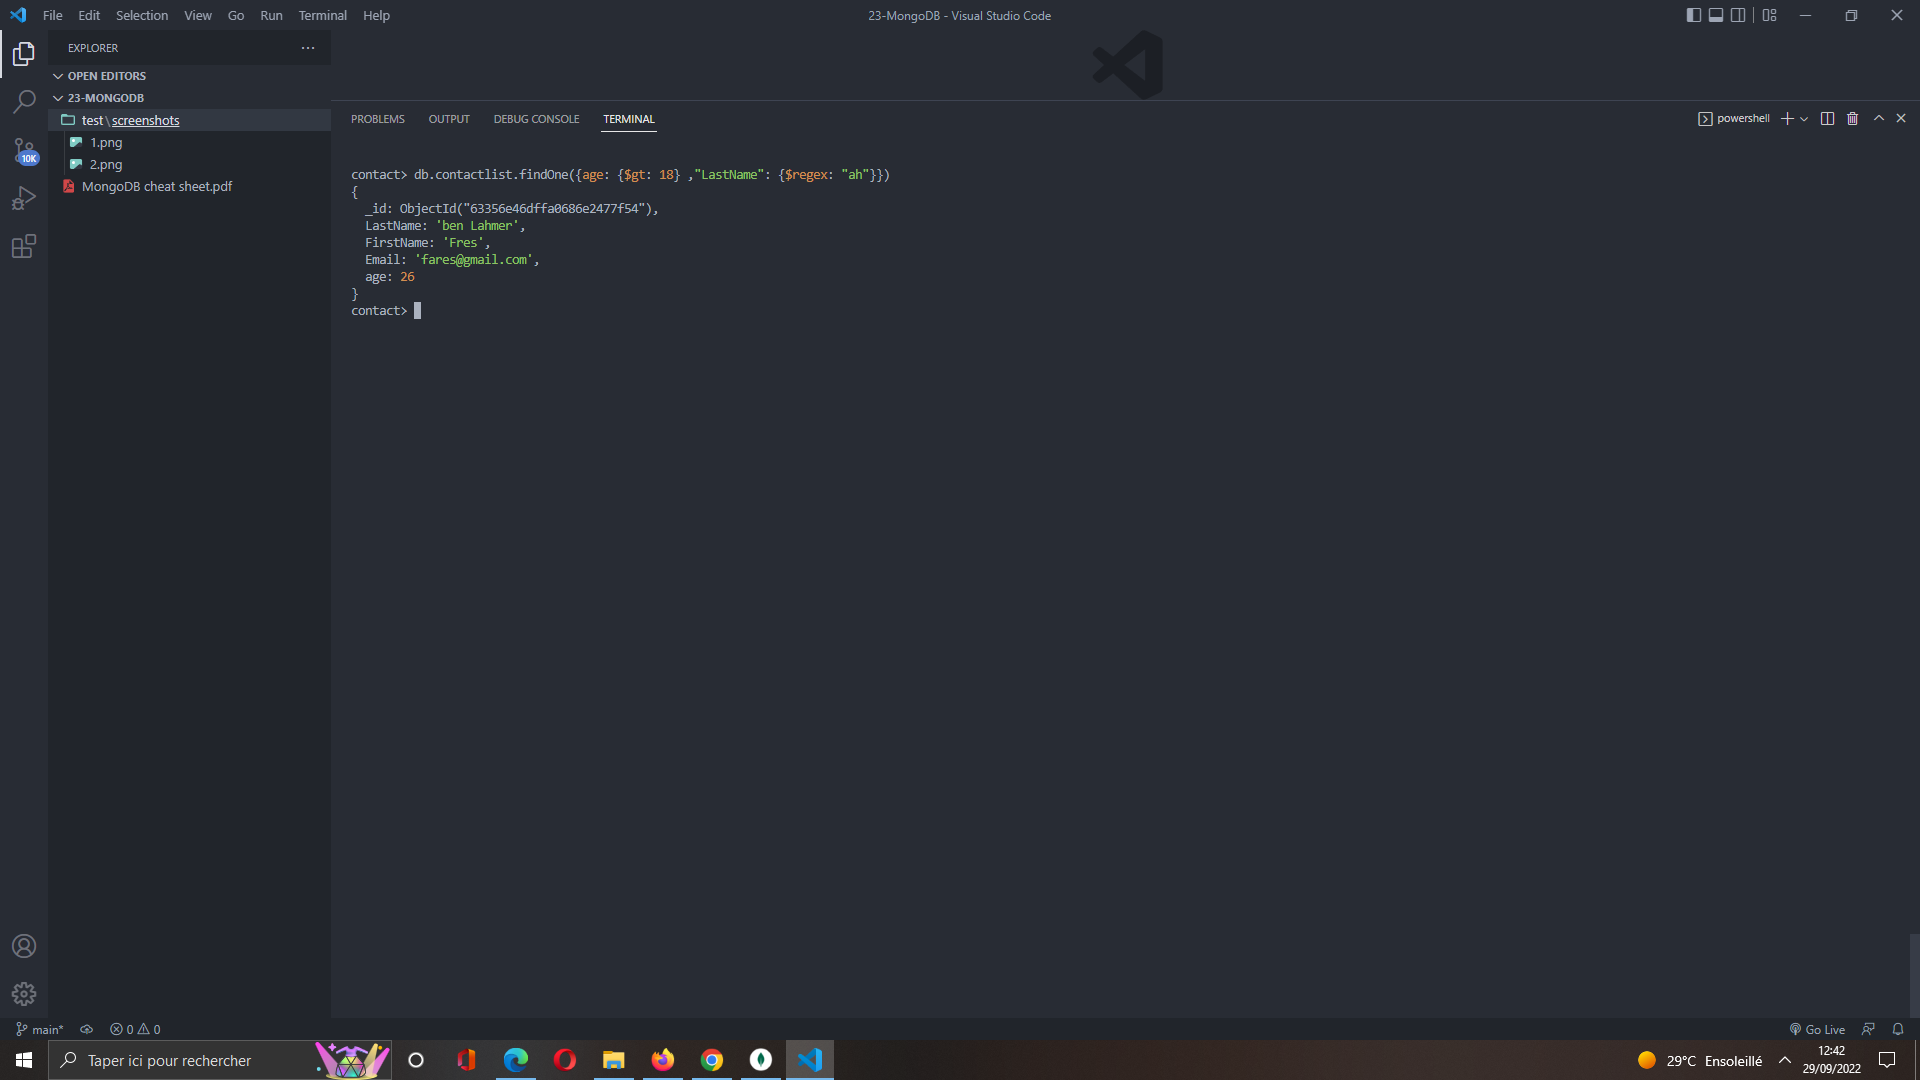 File Edit Selection View Go Run Terminal Help
23-MongoDB - Visual Studio Code
EXPLORER
OPEN EDITORS
23-MONGODB
test\screenshots
1.png
2.png
MongoDB cheat sheet.pdf
10K
PROBLEMS OUTPUT DEBUG CONSOLE TERMINAL
powershell
contact> db.contactlist.findOne({age: {$gt: 18} ,"LastName": {$regex: "ah"}})
{
  _id: ObjectId("63356e46dffa0686e2477f54"),
  LastName: 'ben Lahmer',
  FirstName: 'Fres',
  Email: 'fares@gmail.com',
  age: 26
}
contact>
main* 0 0
Go Live
Taper ici pour rechercher
29°C Ensoleillé
12:42
29/09/2022